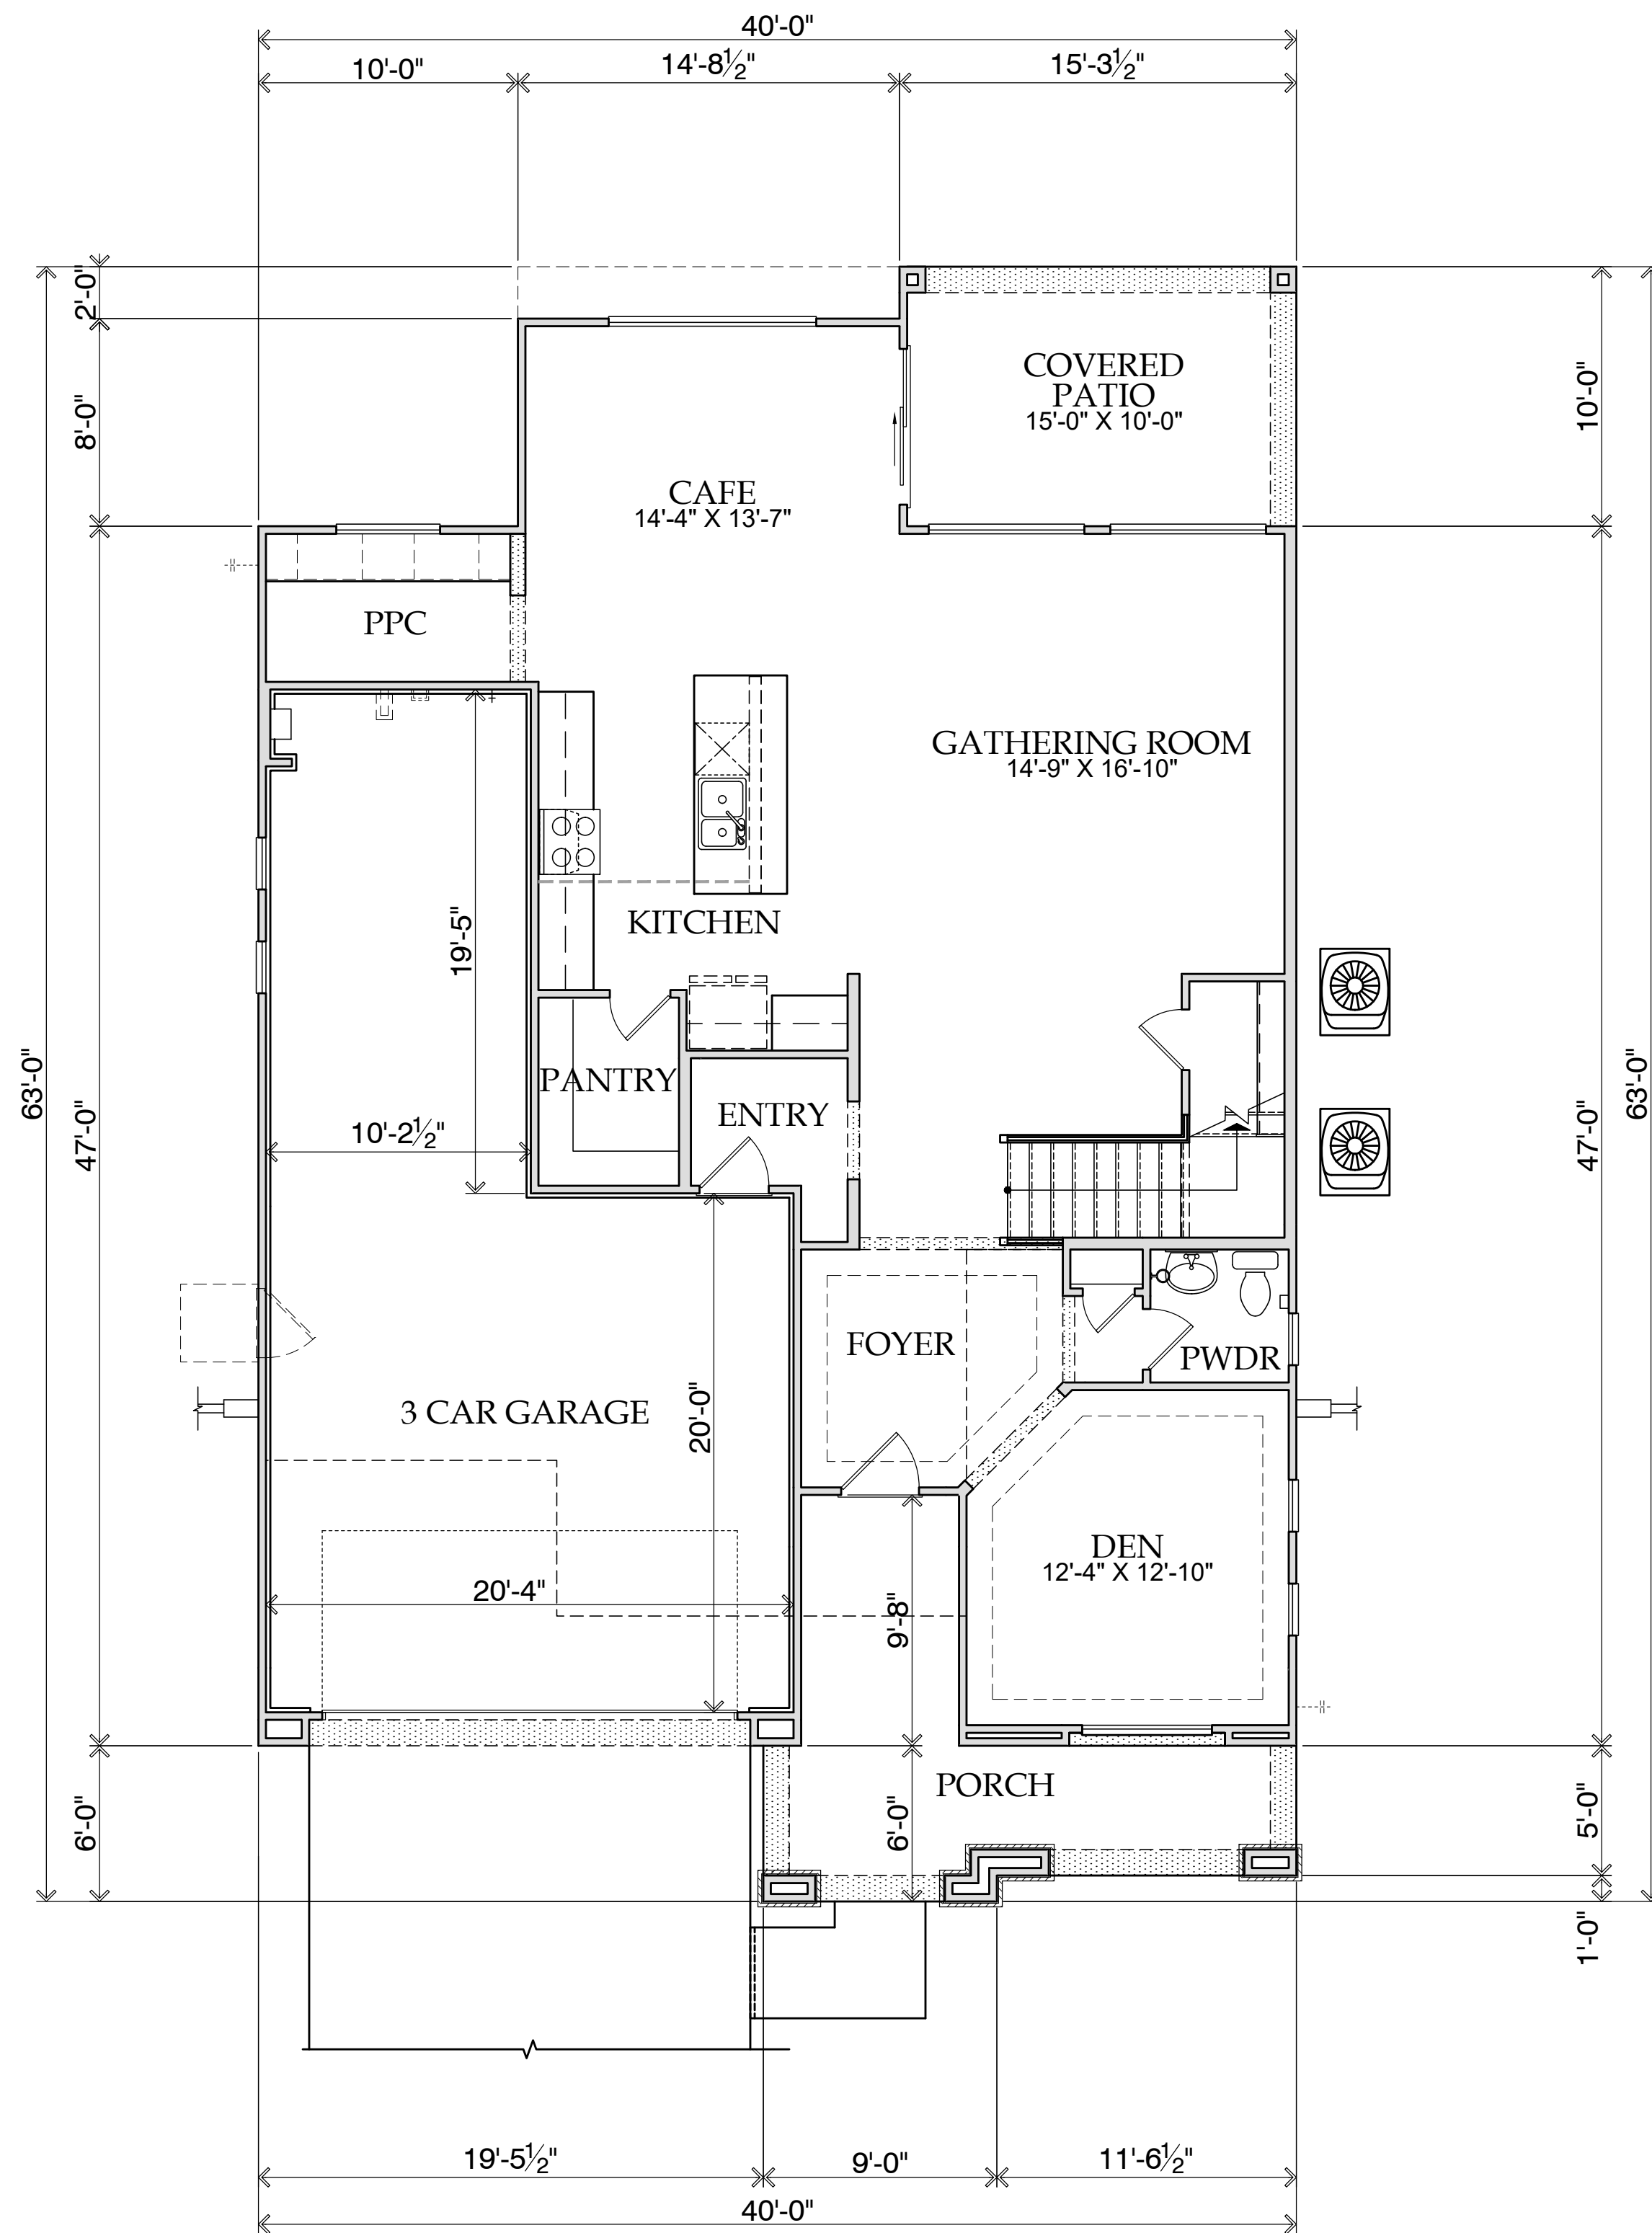 40'-0"
10'-0"
14'-8½"
15'-3½"
2'-0"
8'-0"
10'-0"
COVERED
PATIO
15'-0" X 10'-0"
CAFE
14'-4" X 13'-7"
PPC
GATHERING ROOM
14'-9" X 16'-10"
19'-5"
KITCHEN
63'-0"
47'-0"
10'-2½"
PANTRY
ENTRY
47'-0"
63'-0"
FOYER
PWDR
3 CAR GARAGE
20'-0"
DEN
12'-4" X 12'-10"
20'-4"
9'-8"
PORCH
6'-0"
6'-0"
5'-0"
1'-0"
19'-5½"
9'-0"
11'-6½"
40'-0"